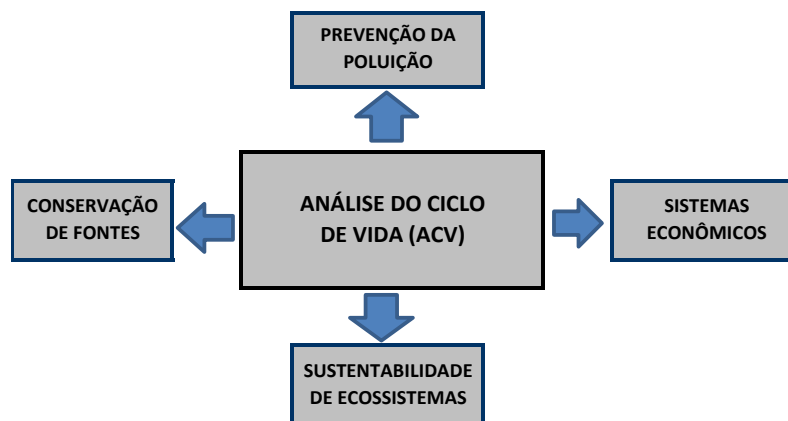 PREVENÇÃO DA
POLUIÇÃO
CONSERVAÇÃO
DE FONTES
ANÁLISE DO CICLO
DE VIDA (ACV)
SISTEMAS
ECONÔMICOS
SUSTENTABILIDADE
DE ECOSSISTEMAS